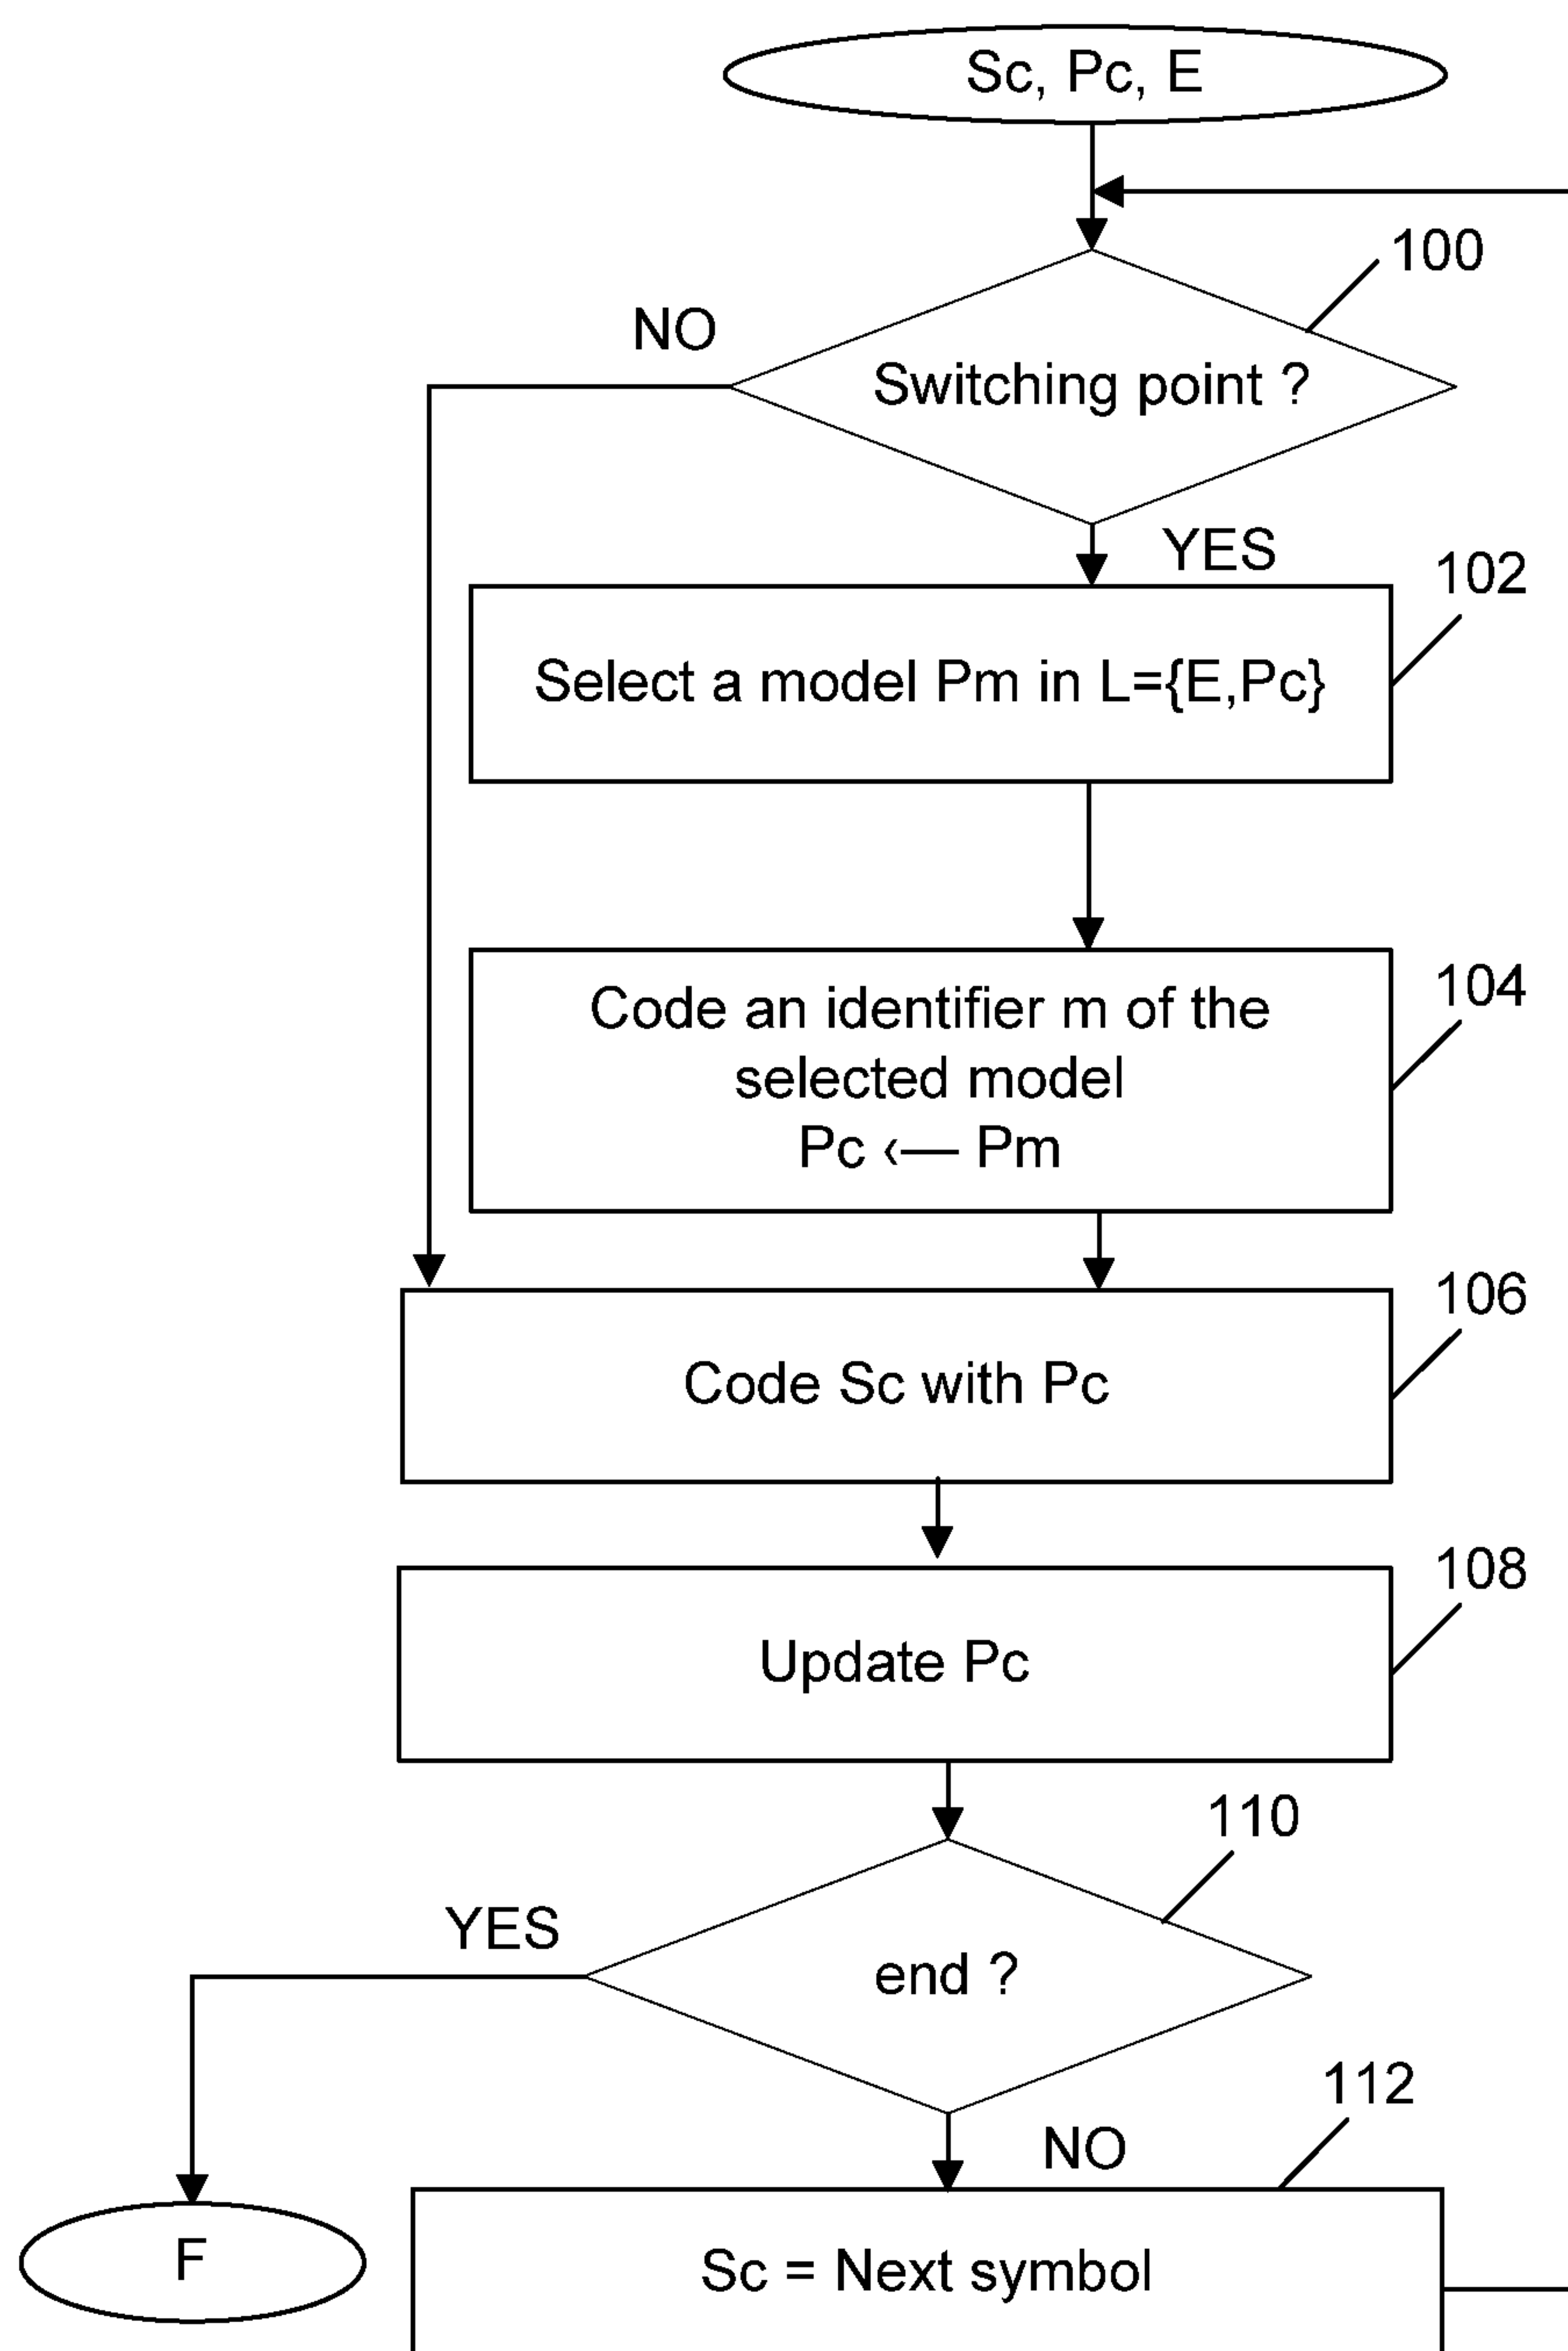 Sc, Pc, E
100
NO
Switching point ?
YES
102
Select a model Pm in L={E,Pc}
104
Code an identifier m of the
selected model
Pc ‹— Pm
106
Code Sc with Pc
108
Update Pc
110
YES
end ?
112
NO
F
Sc = Next symbol